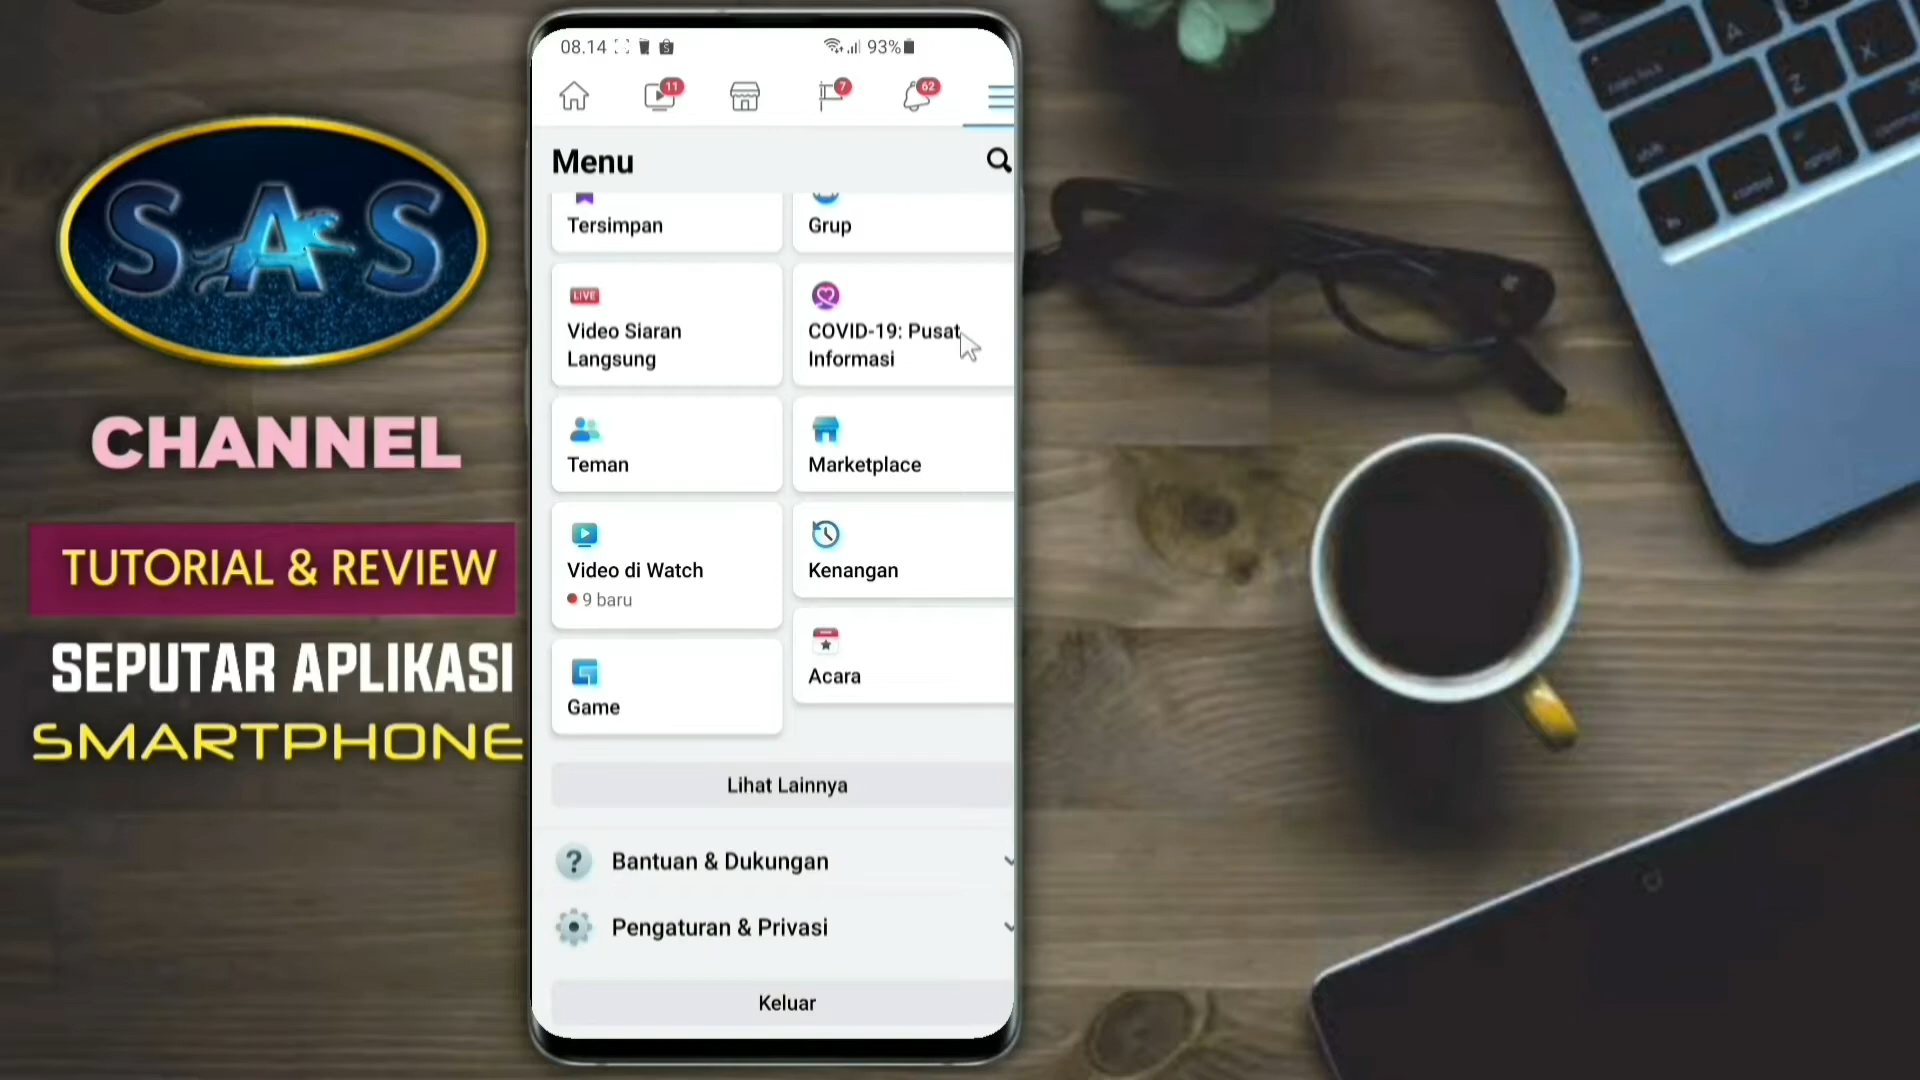 SAS
CHANNEL
TUTORIAL & REVIEW
SEPUTAR APLIKASI
SMARTPHONE
08.14
93%
11
7
62
Menu
Tersimpan
Grup
LIVE
Video Siaran
Langsung
COVID-19: Pusat
Informasi
Teman
Marketplace
Video di Watch
9 baru
Kenangan
Game
Acara
Lihat Lainnya
Bantuan & Dukungan
Pengaturan & Privasi
Keluar
A
Z
X